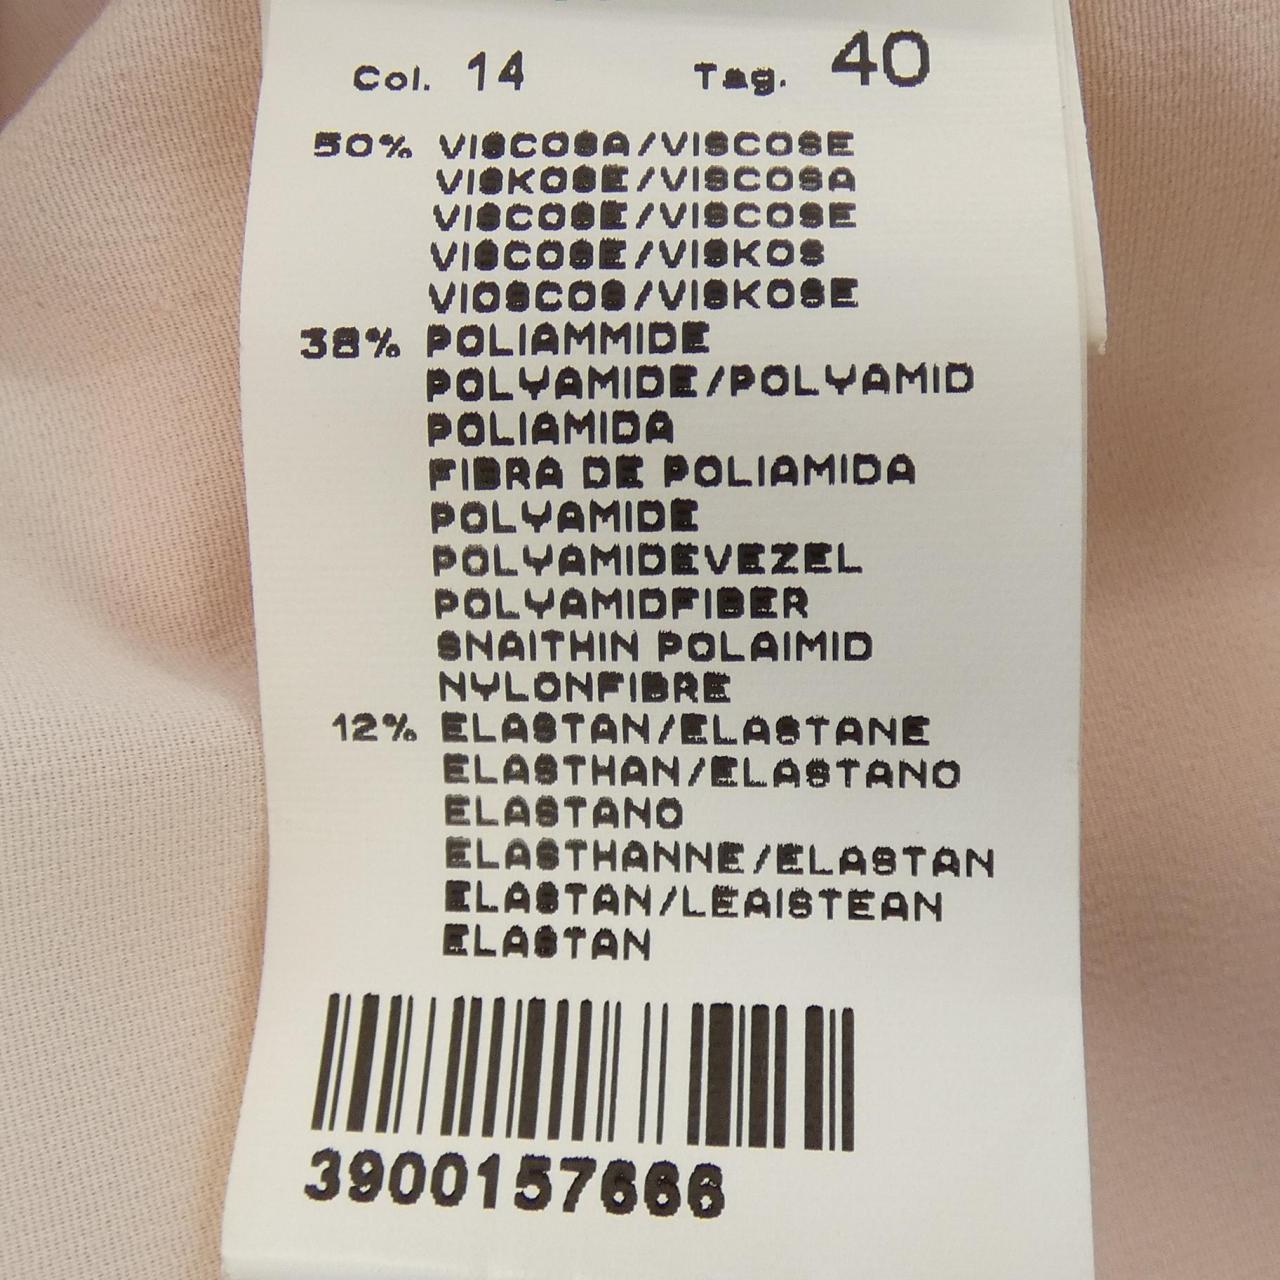 Col. 14 Tag. 40
50% VISCOSA/VISCOSE
VISKOSE/VISCOSA
VISCOSE/VISCOSE
VISCOSE/VISKOS
VIOSCOS/VISKOSE
38% POLIAMMIDE
POLYAMIDE/POLYAMID
POLIAMIDA
FIBRA DE POLIAMIDA
POLYAMIDE
POLYAMIDEVEZEL
POLYAMIDFIBER
SNAITHIN POLAIMID
NYLONFIBRE
12% ELASTAN/ELASTANE
ELASTHAN/ELASTANO
ELASTANO
ELASTHANNE/ELASTAN
ELASTAN/LEAISTEAN
ELASTAN
3900157666